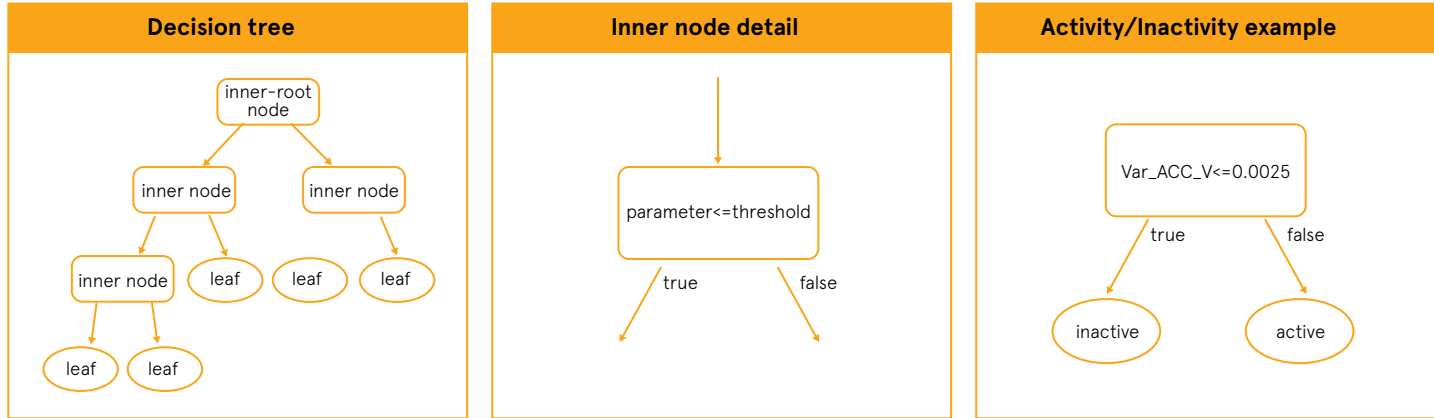 Decision tree
inner-root
node
inner node
inner node
inner node
leaf
leaf
leaf
leaf
leaf
Inner node detail
parameter<=threshold
true
false
Activity/Inactivity example
Var_ACC_V<=0.0025
true
false
inactive
active